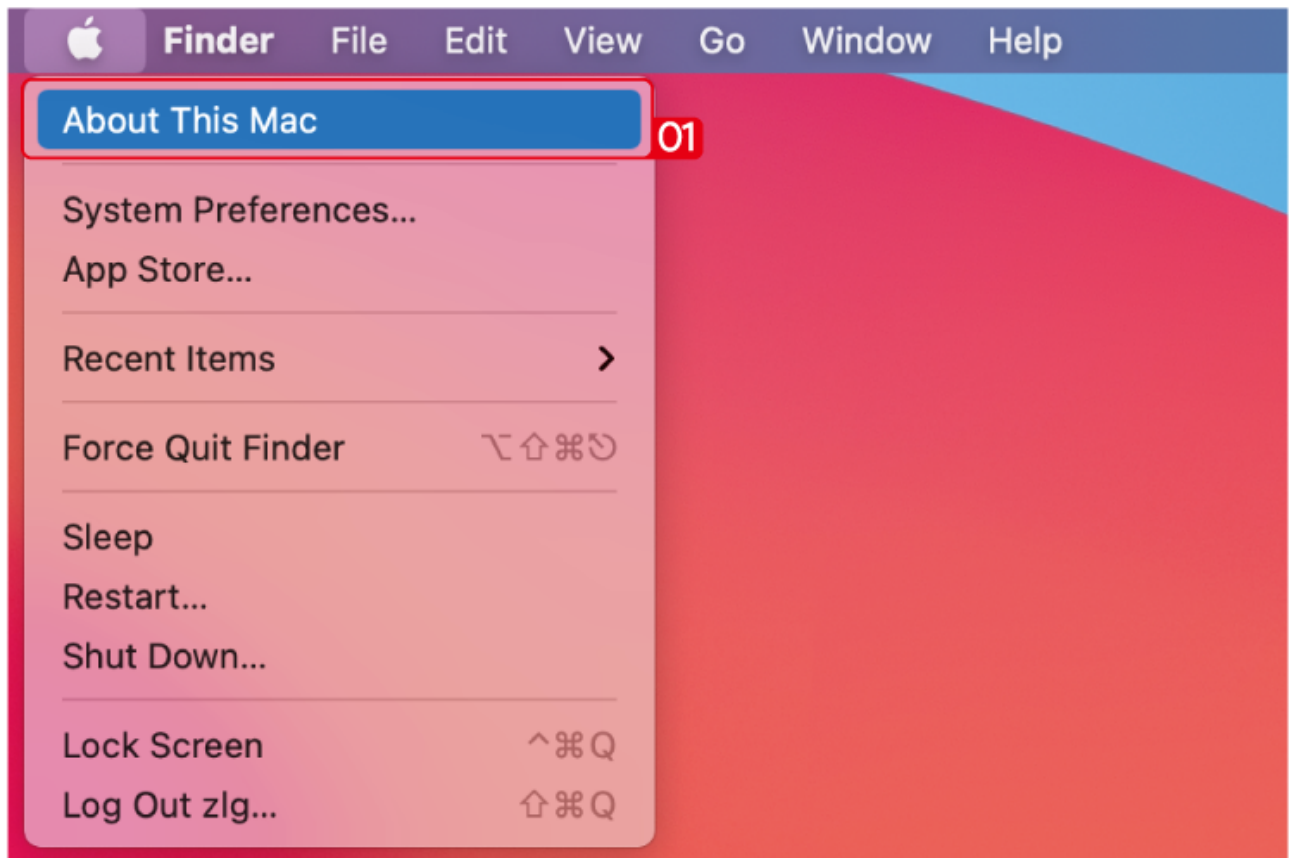 Finder File Edit View Go Window Help
About This Mac
01
System Preferences...
App Store...
Recent Items
Force Quit Finder ⌥⇧⌘⎋
Sleep
Restart...
Shut Down...
Lock Screen ^⌘Q
Log Out zlg... ⇧⌘Q